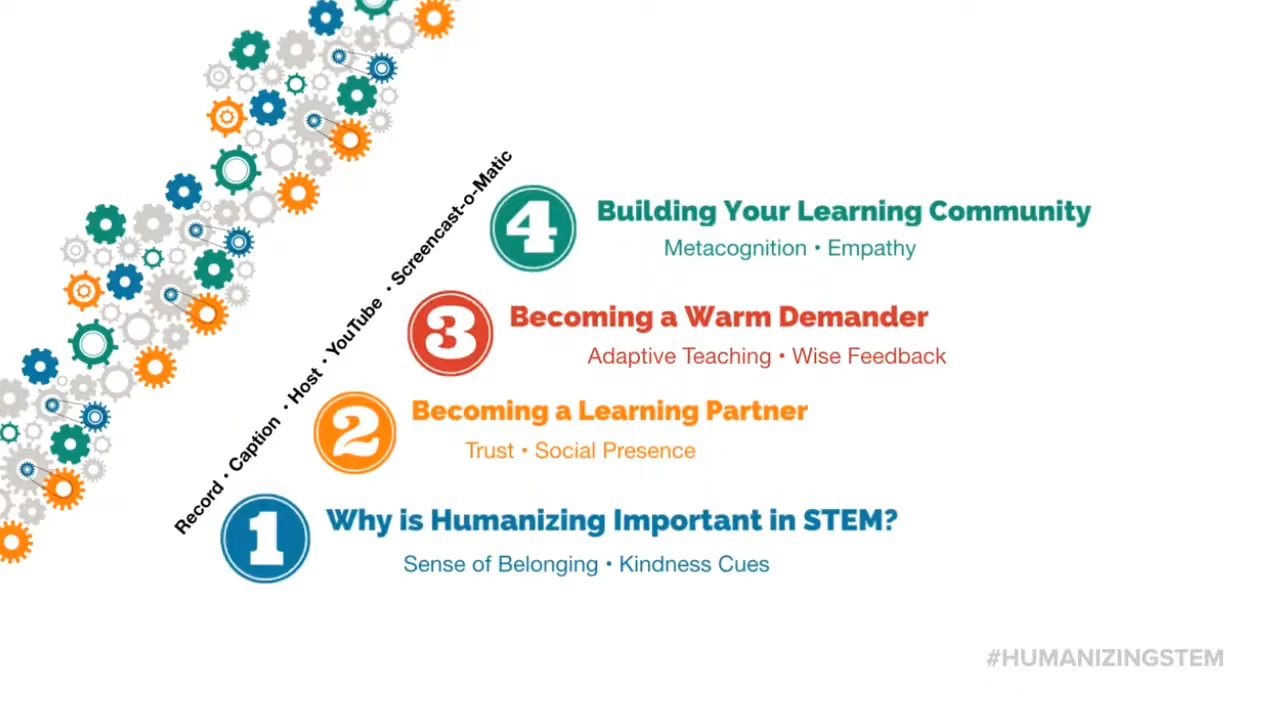 Record • Caption • Host • YouTube • Screencast-o-Matic
4
Building Your Learning Community
Metacognition • Empathy
3
Becoming a Warm Demander
Adaptive Teaching • Wise Feedback
2
Becoming a Learning Partner
Trust • Social Presence
1
Why is Humanizing Important in STEM?
Sense of Belonging • Kindness Cues
#HUMANIZINGSTEM